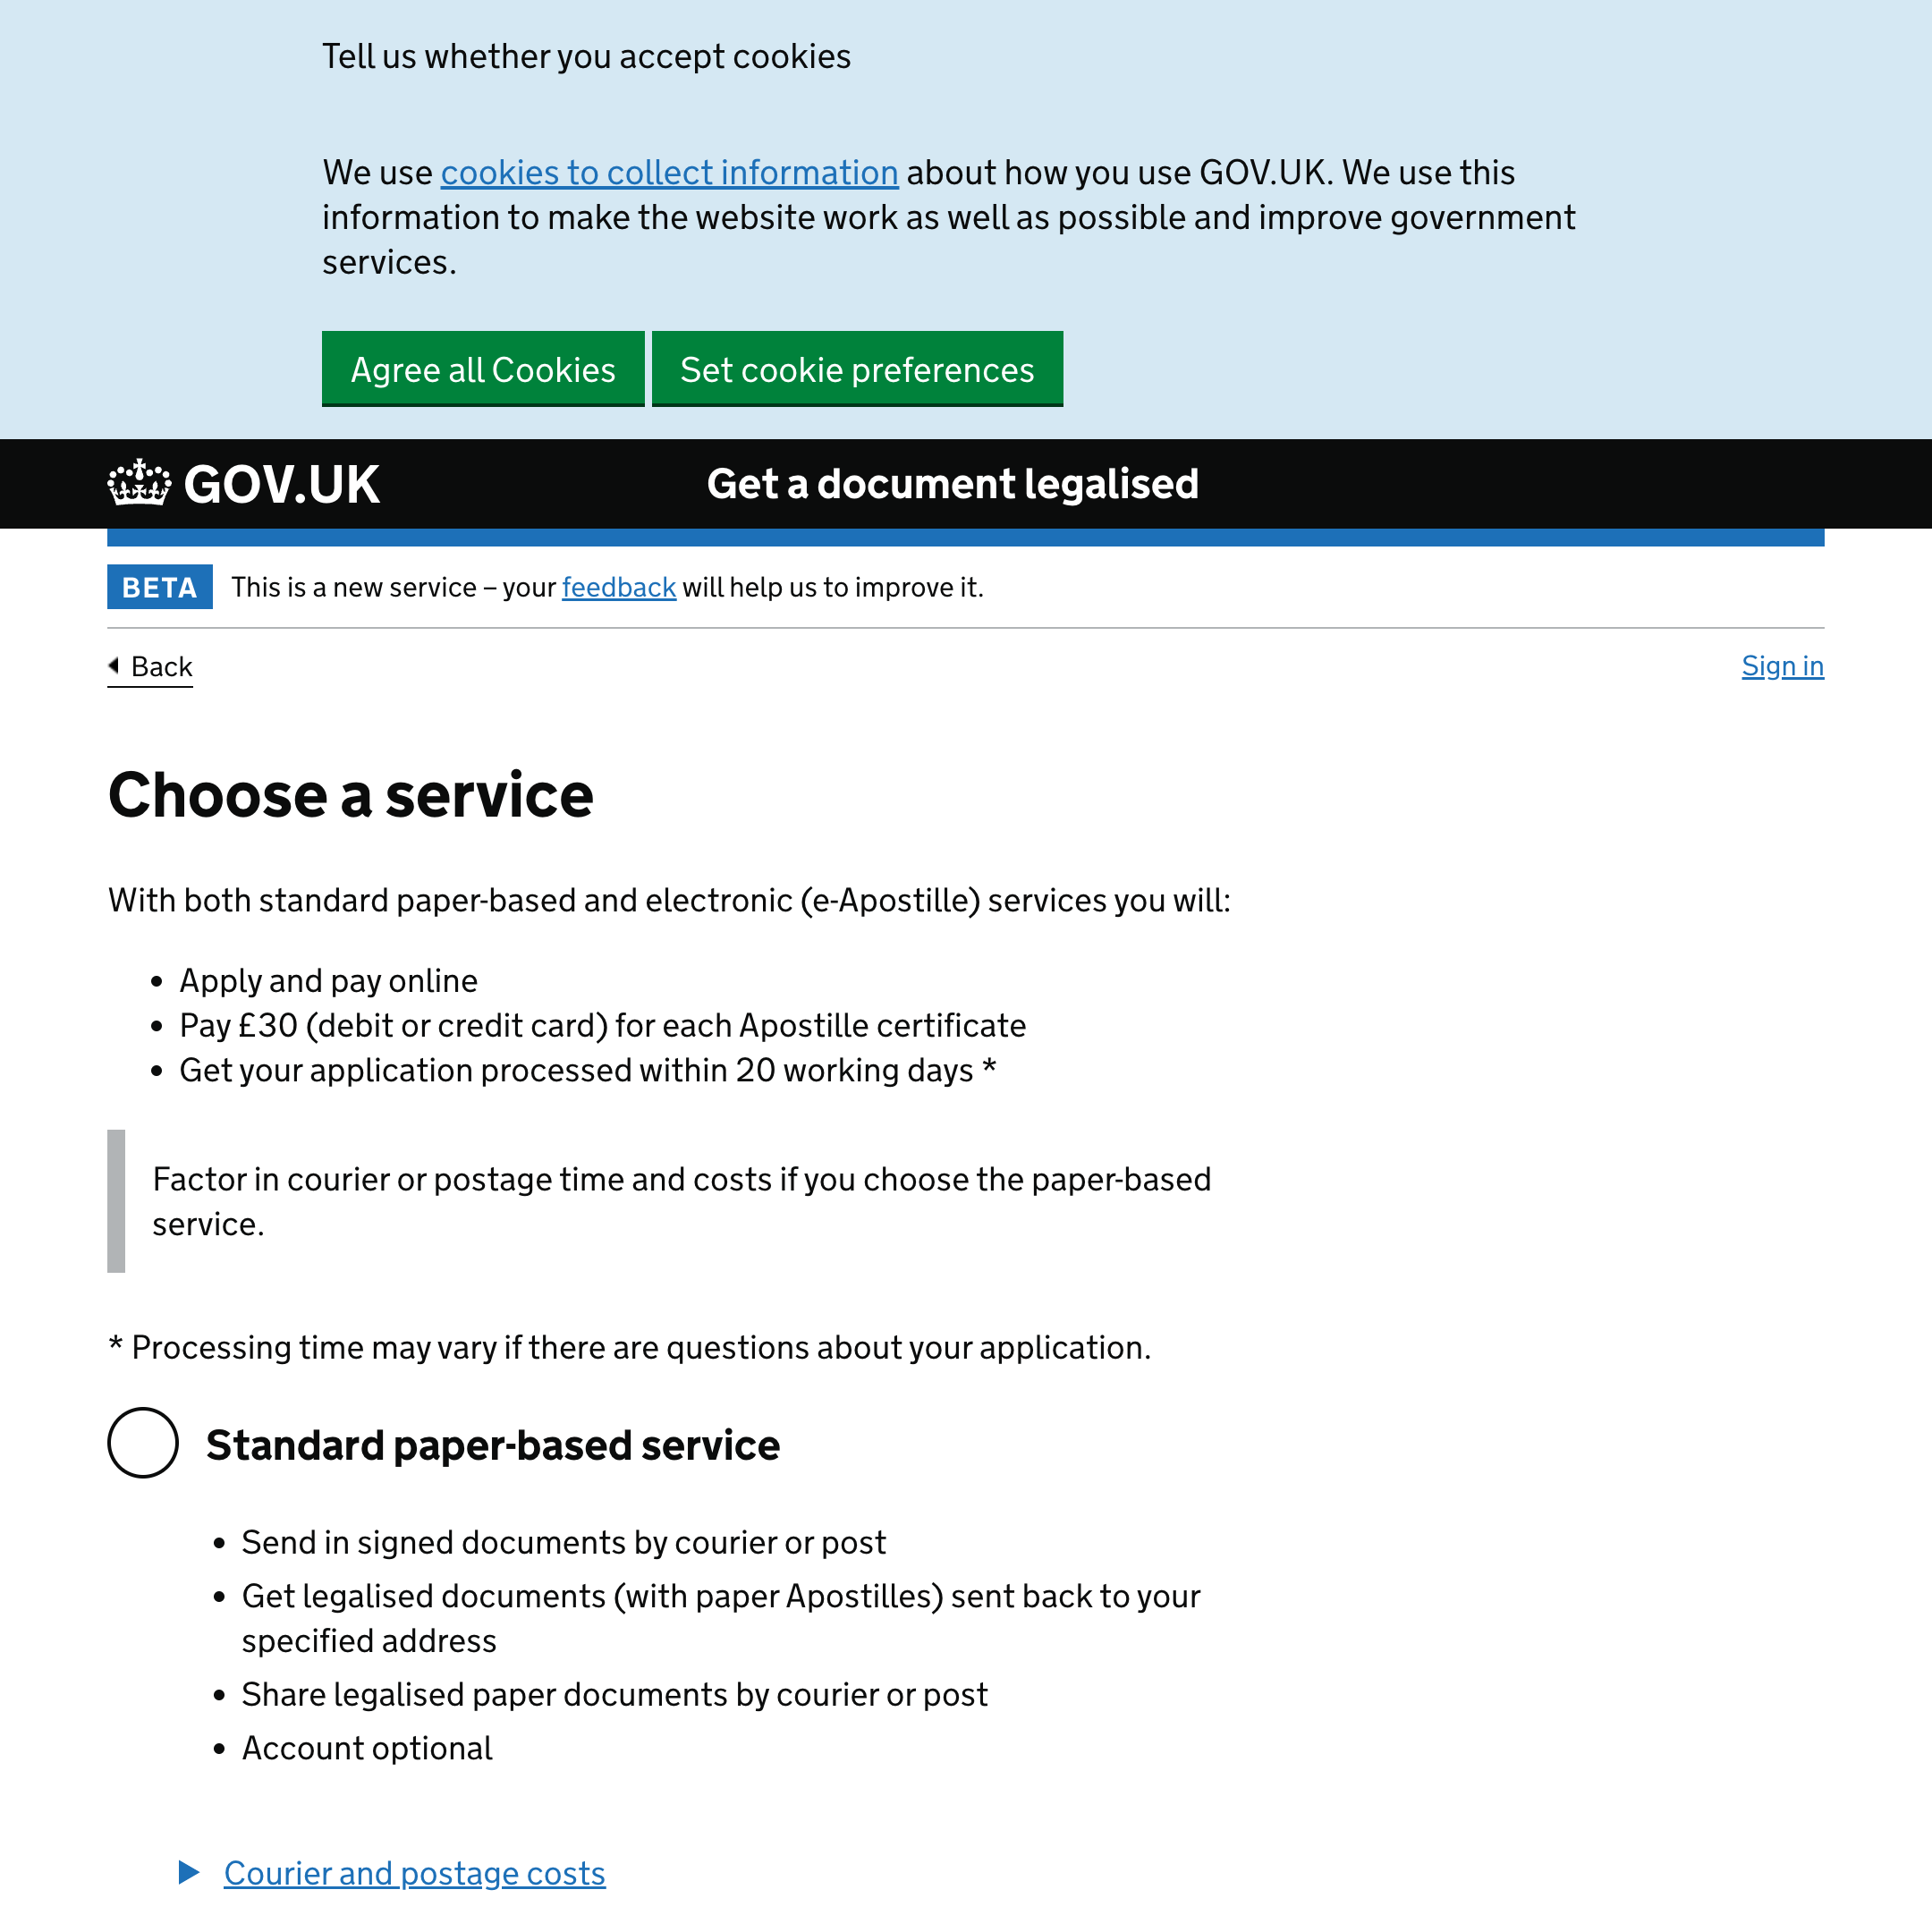 Tell us whether you accept cookies
We use cookies to collect information about how you use GOV.UK. We use this
information to make the website work as well as possible and improve government
services.
Agree all Cookies
Set cookie preferences
GOV.UK
Get a document legalised
BETA
This is a new service – your feedback will help us to improve it.
Back
Sign in
Choose a service
With both standard paper-based and electronic (e-Apostille) services you will:
• Apply and pay online
• Pay £30 (debit or credit card) for each Apostille certificate
• Get your application processed within 20 working days *
Factor in courier or postage time and costs if you choose the paper-based
service.
* Processing time may vary if there are questions about your application.
Standard paper-based service
• Send in signed documents by courier or post
• Get legalised documents (with paper Apostilles) sent back to your
specified address
• Share legalised paper documents by courier or post
• Account optional
Courier and postage costs